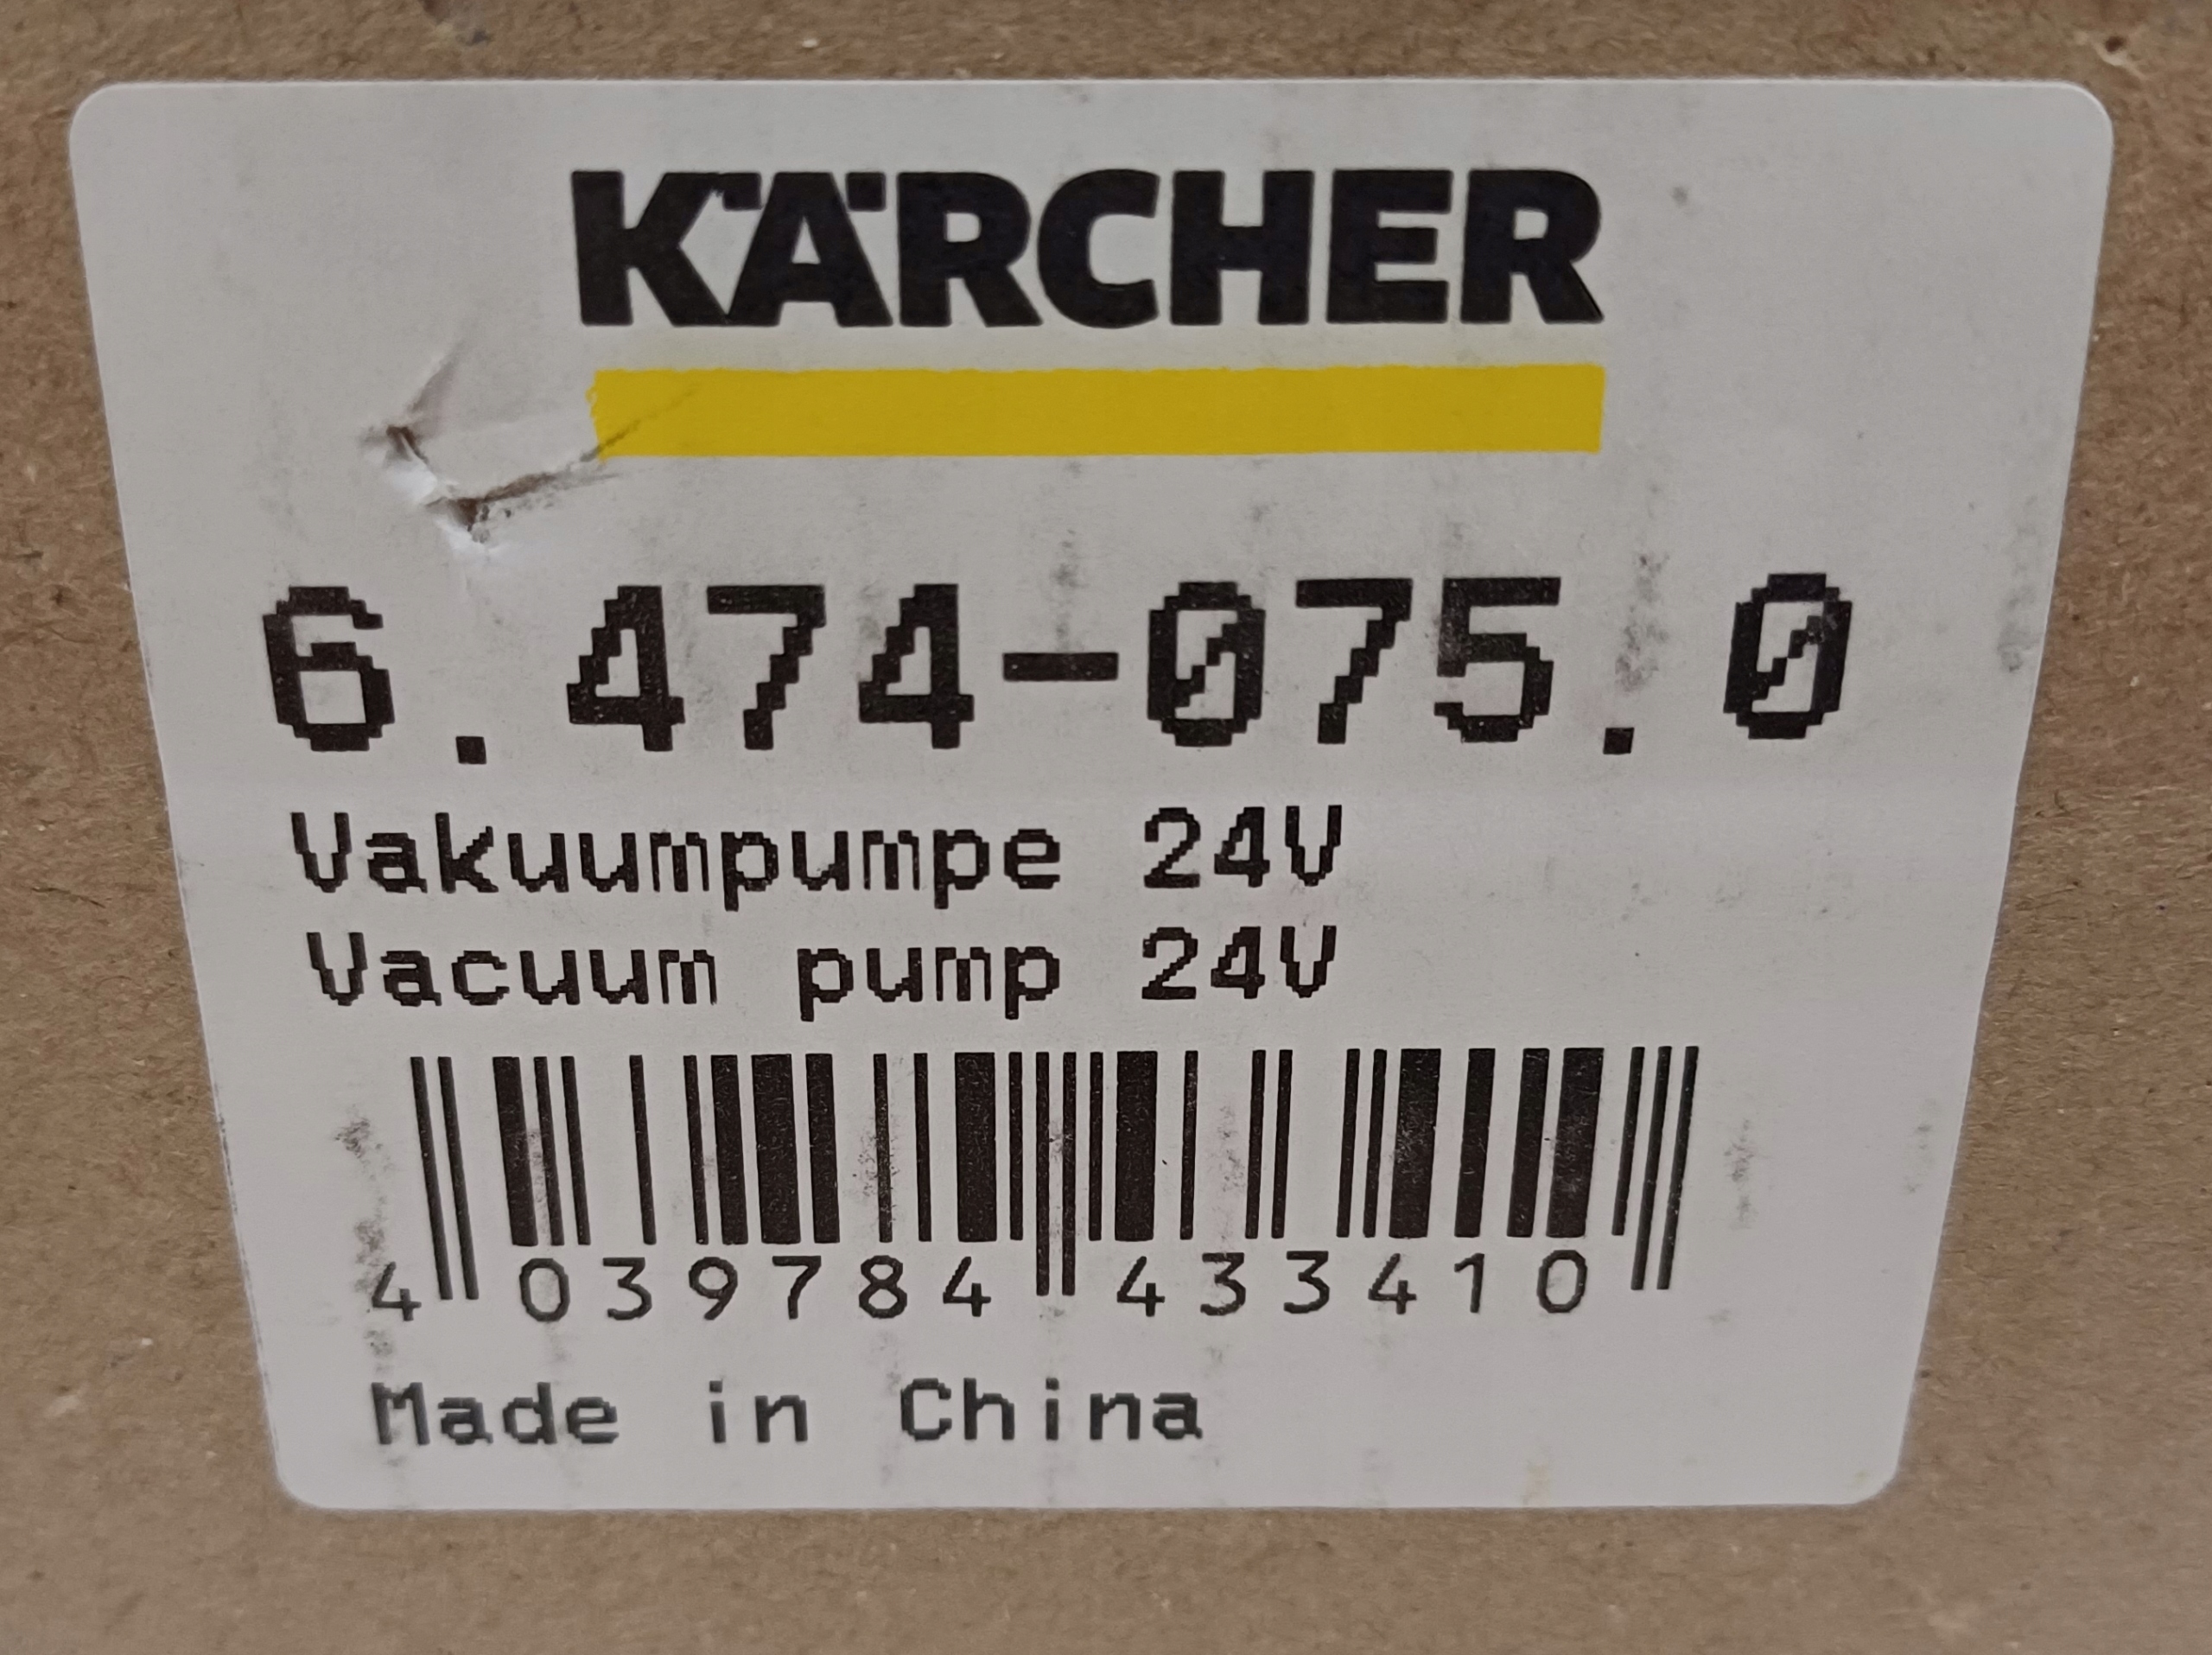 KÄRCHER
6.474-075.0
Vakuumpumpe 24V
Vacuum pump 24V
4 039784 433410
Made in China